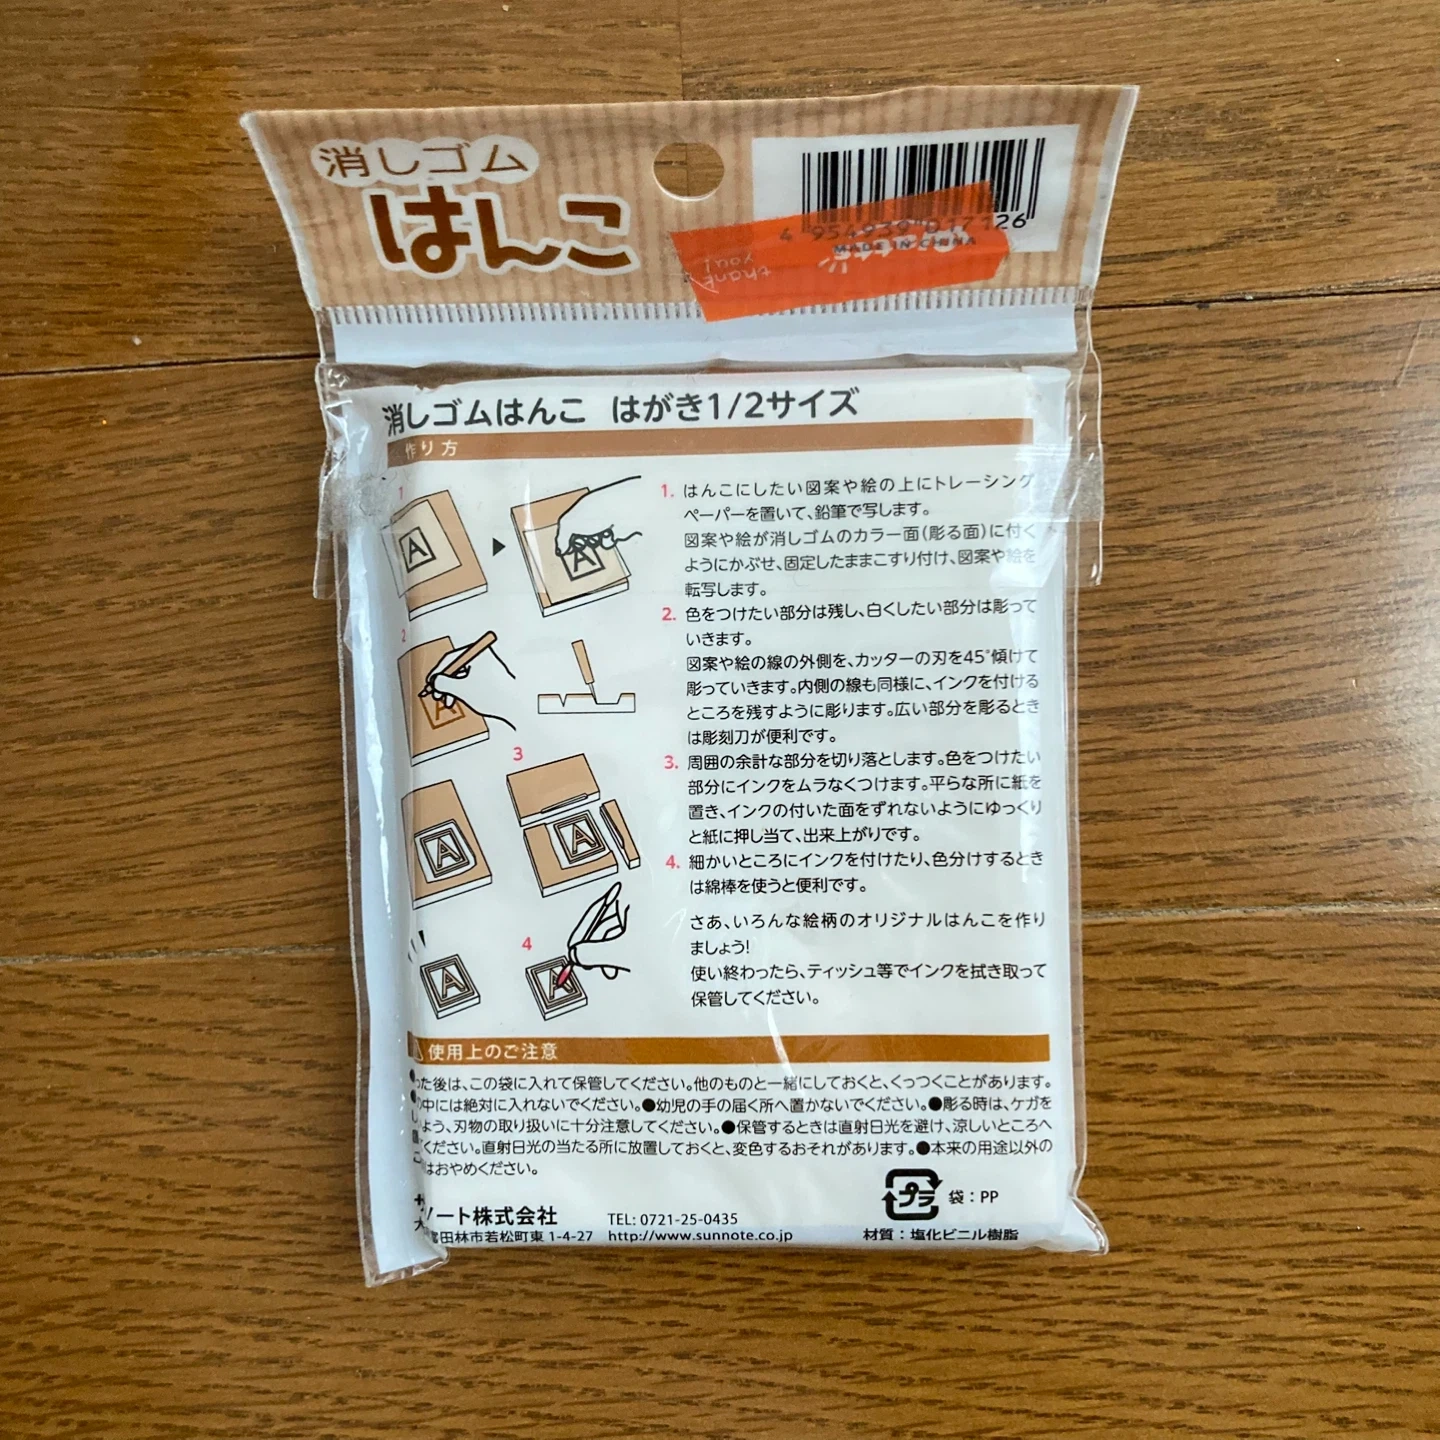 消しゴム
はんこ
4 954939 017126
MADE IN CHINA
thank you!
消しゴムはんこ はがき1/2サイズ
作り方
1. はんこにしたい図案や絵の上にトレーシング
ペーパーを置いて、鉛筆で写します。
図案や絵が消しゴムのカラー面(彫る面)に付く
ようにかぶせ、固定したままこすり付け、図案や絵を
転写します。
2. 色をつけたい部分は残し、白くしたい部分は彫って
いきます。
図案や絵の線の外側を、カッターの刃を45°傾けて
彫っていきます。内側の線も同様に、インクを付ける
ところを残すように彫ります。広い部分を彫るとき
は彫刻刀が便利です。
3. 周囲の余計な部分を切り落とします。色をつけたい
部分にインクをムラなくつけます。平らな所に紙を
置き、インクの付いた面をずれないようにゆっくり
と紙に押し当て、出来上がりです。
4. 細かいところにインクを付けたり、色分けするとき
は綿棒を使うと便利です。
さあ、いろんな絵柄のオリジナルはんこを作り
ましょう!
使い終わったら、ティッシュ等でインクを拭き取って
保管してください。
1
A
A
2
A
3
A
A
4
A
A
使用上のご注意
た後は、この袋に入れて保管してください。他のものと一緒にしておくと、くっつくことがあります。
の中には絶対に入れないでください。●幼児の手の届く所へ置かないでください。●彫る時は、ケガを
よう、刃物の取り扱いに十分注意してください。●保管するときは直射日光を避け、涼しいところへ
ください。直射日光の当たる所に放置しておくと、変色するおそれがあります。●本来の用途以外の
はおやめください。
プラ 袋：PP
ノート株式会社 TEL: 0721-25-0435
富田林市若松町東 1-4-27 http://www.sunnote.co.jp 材質：塩化ビニル樹脂